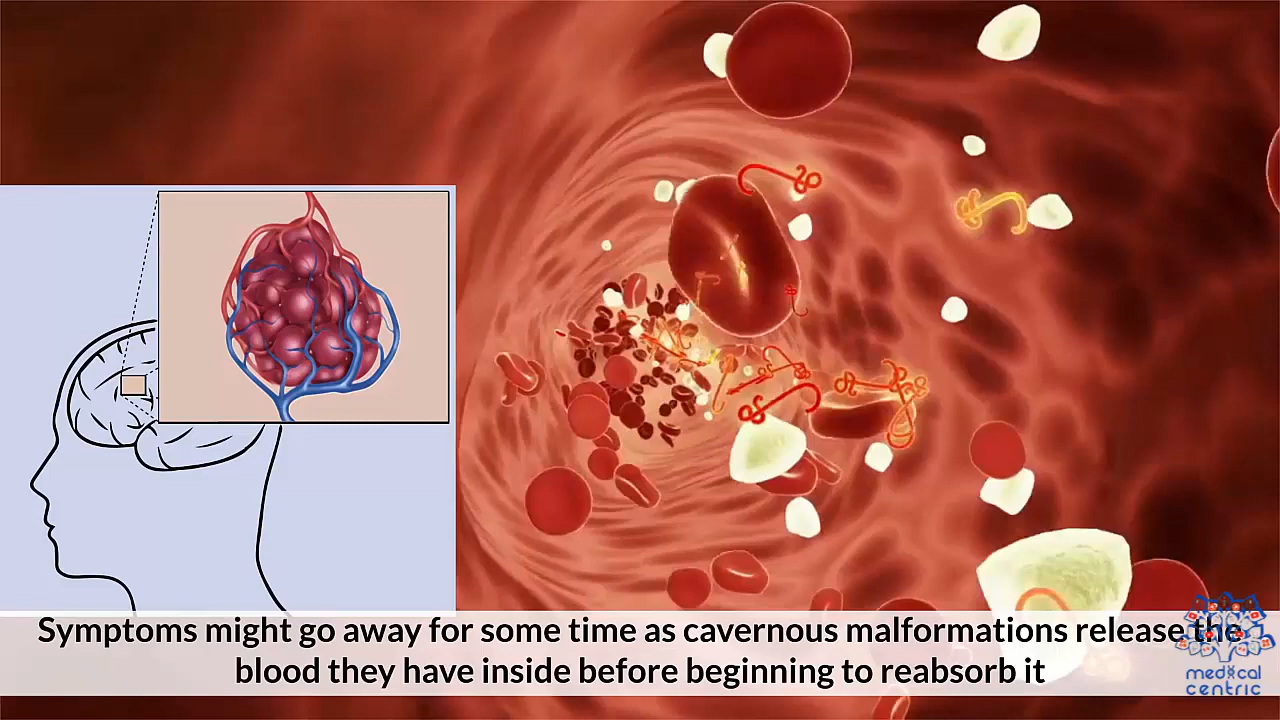 Symptoms might go away for some time as cavernous malformations release the
blood they have inside before beginning to reabsorb it
medical
centric